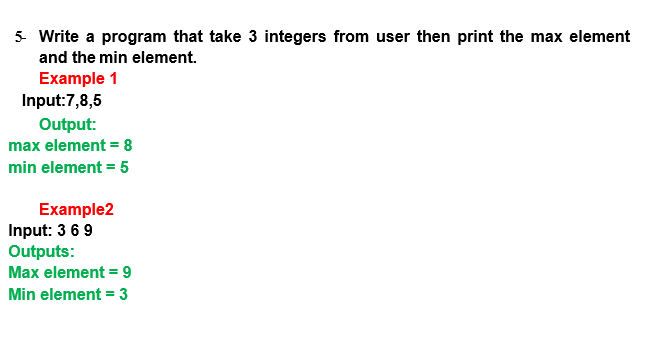 5- Write a program that take 3 integers from user then print the max element
and the min element.
Example 1
Input:7,8,5
Output:
max element = 8
min element = 5
Example2
Input: 3 6 9
Outputs:
Max element = 9
Min element = 3